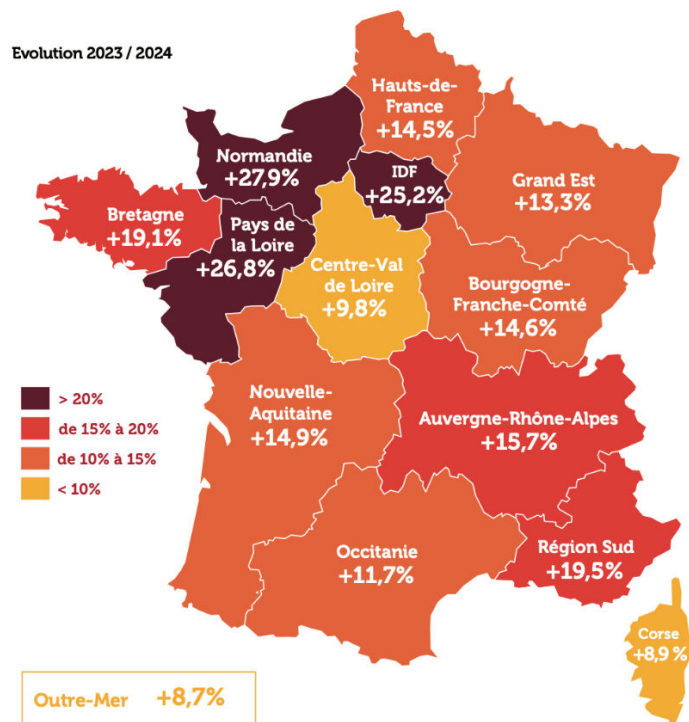 Evolution 2023 / 2024
Hauts-de-
France
+14,5%
Normandie
+27,9%
IDF
+25,2%
Grand Est
+13,3%
Bretagne
+19,1%
Pays de
la Loire
+26,8%
Centre-Val
de Loire
+9,8%
Bourgogne-
Franche-Comté
+14,6%
> 20%
de 15% à 20%
de 10% à 15%
< 10%
Nouvelle-
Aquitaine
+14,9%
Auvergne-Rhône-Alpes
+15,7%
Occitanie
+11,7%
Région Sud
+19,5%
Corse
+8,9 %
Outre-Mer +8,7%